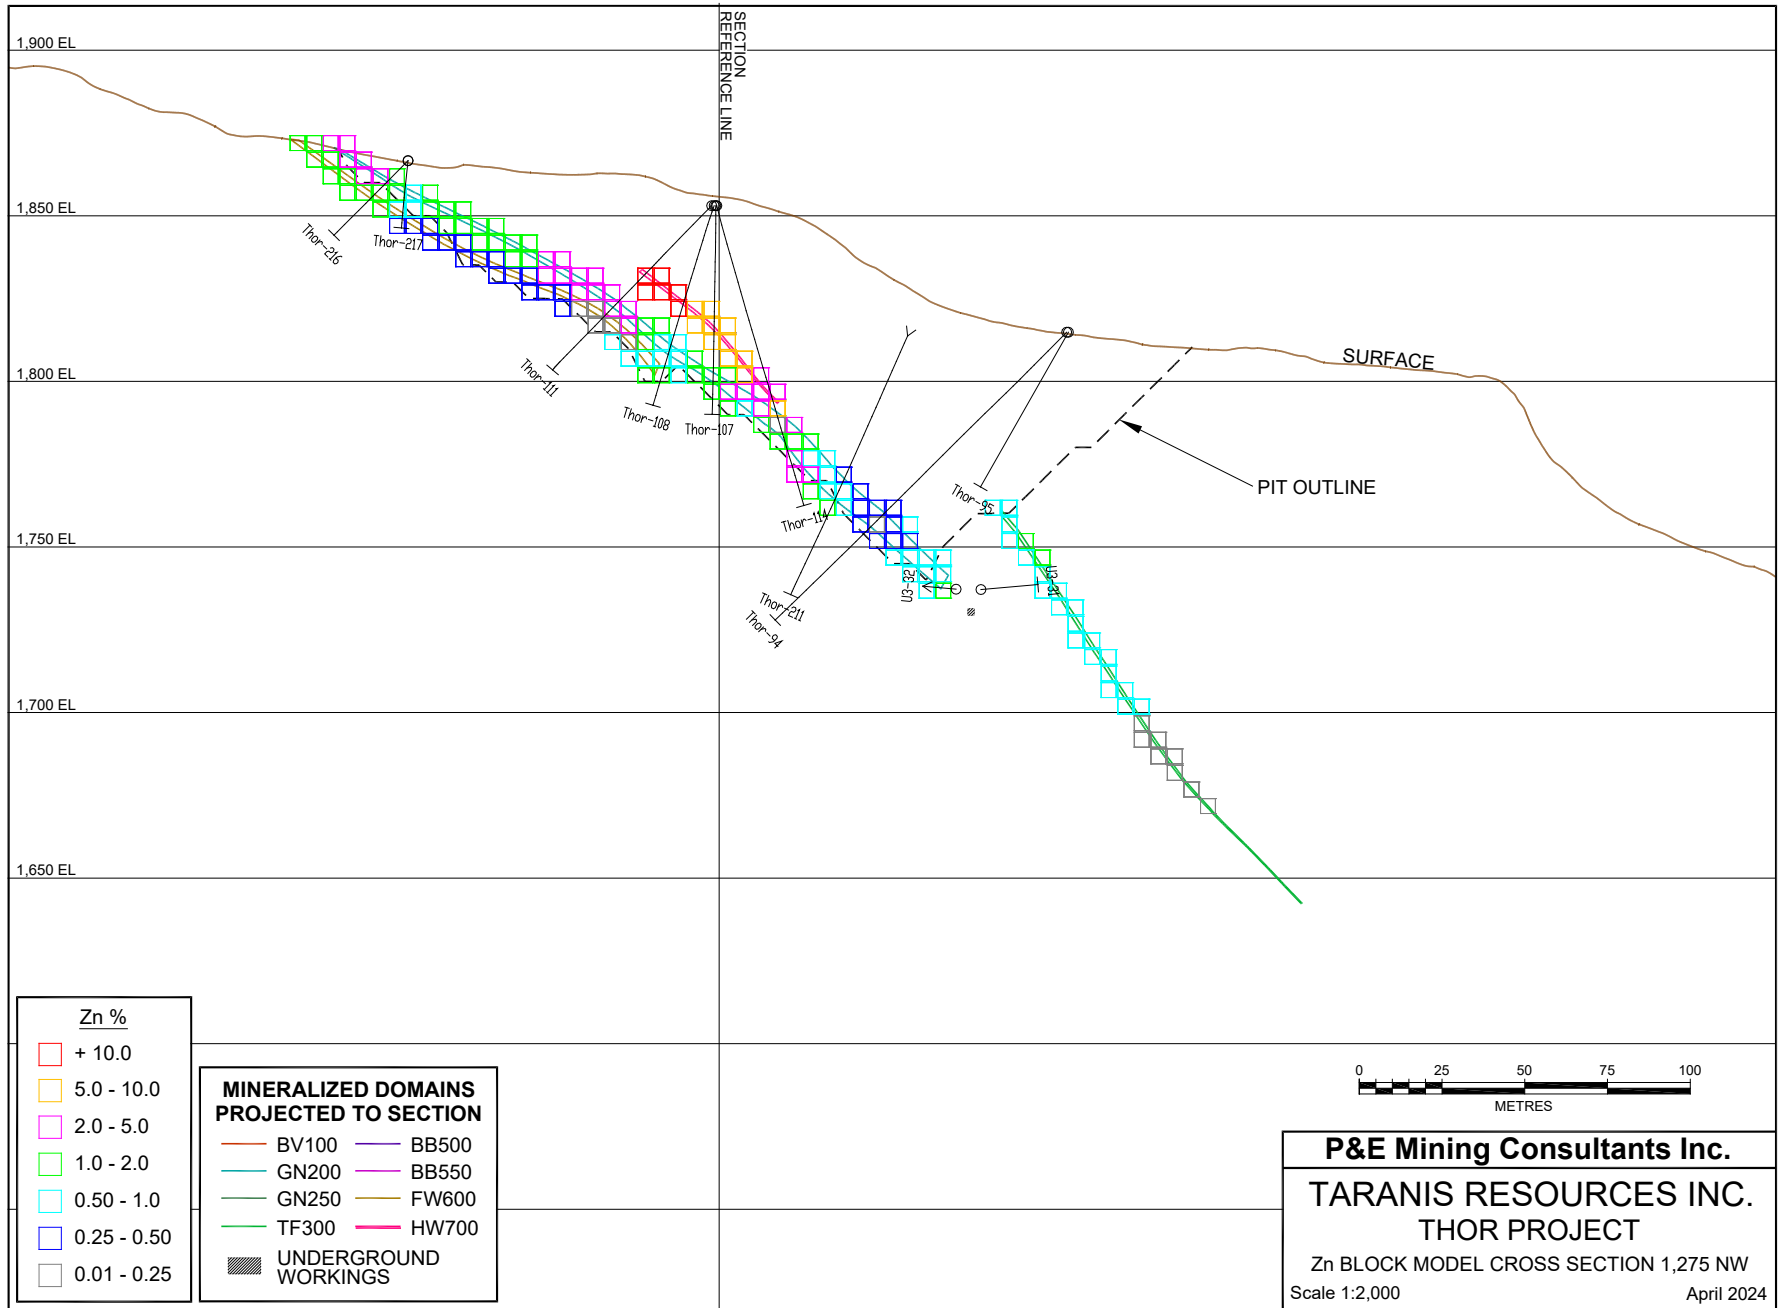 SECTION
REFERENCE LINE
1,900 EL
1,850 EL
1,800 EL
1,750 EL
1,700 EL
1,650 EL
Thor-216
Thor-217
Thor-111
Thor-108
Thor-107
Thor-114
Thor-211
Thor-94
Thor-95
U3-32
U3-31
SURFACE
PIT OUTLINE
Zn %
+ 10.0
5.0 - 10.0
2.0 - 5.0
1.0 - 2.0
0.50 - 1.0
0.25 - 0.50
0.01 - 0.25
MINERALIZED DOMAINS
PROJECTED TO SECTION
BV100 BB500
GN200 BB550
GN250 FW600
TF300 HW700
UNDERGROUND
WORKINGS
0 25 50 75 100
METRES
P&E Mining Consultants Inc.
TARANIS RESOURCES INC.
THOR PROJECT
Zn BLOCK MODEL CROSS SECTION 1,275 NW
Scale 1:2,000 April 2024